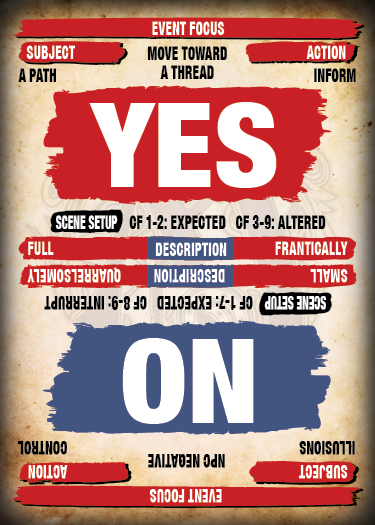 EVENT FOCUS
SUBJECT MOVE TOWARD ACTION
A PATH A THREAD INFORM
YES
SCENE SETUP CF 1-2: EXPECTED CF 3-9: ALTERED
FULL DESCRIPTION FRANTICALLY
EVENT FOCUS
SUBJECT NPC NEGATIVE ACTION
ILLUSIONS CONTROL
NO
SCENE SETUP CF 1-7: EXPECTED CF 8-9: INTERRUPT
SMALL DESCRIPTION QUARRELSOMELY